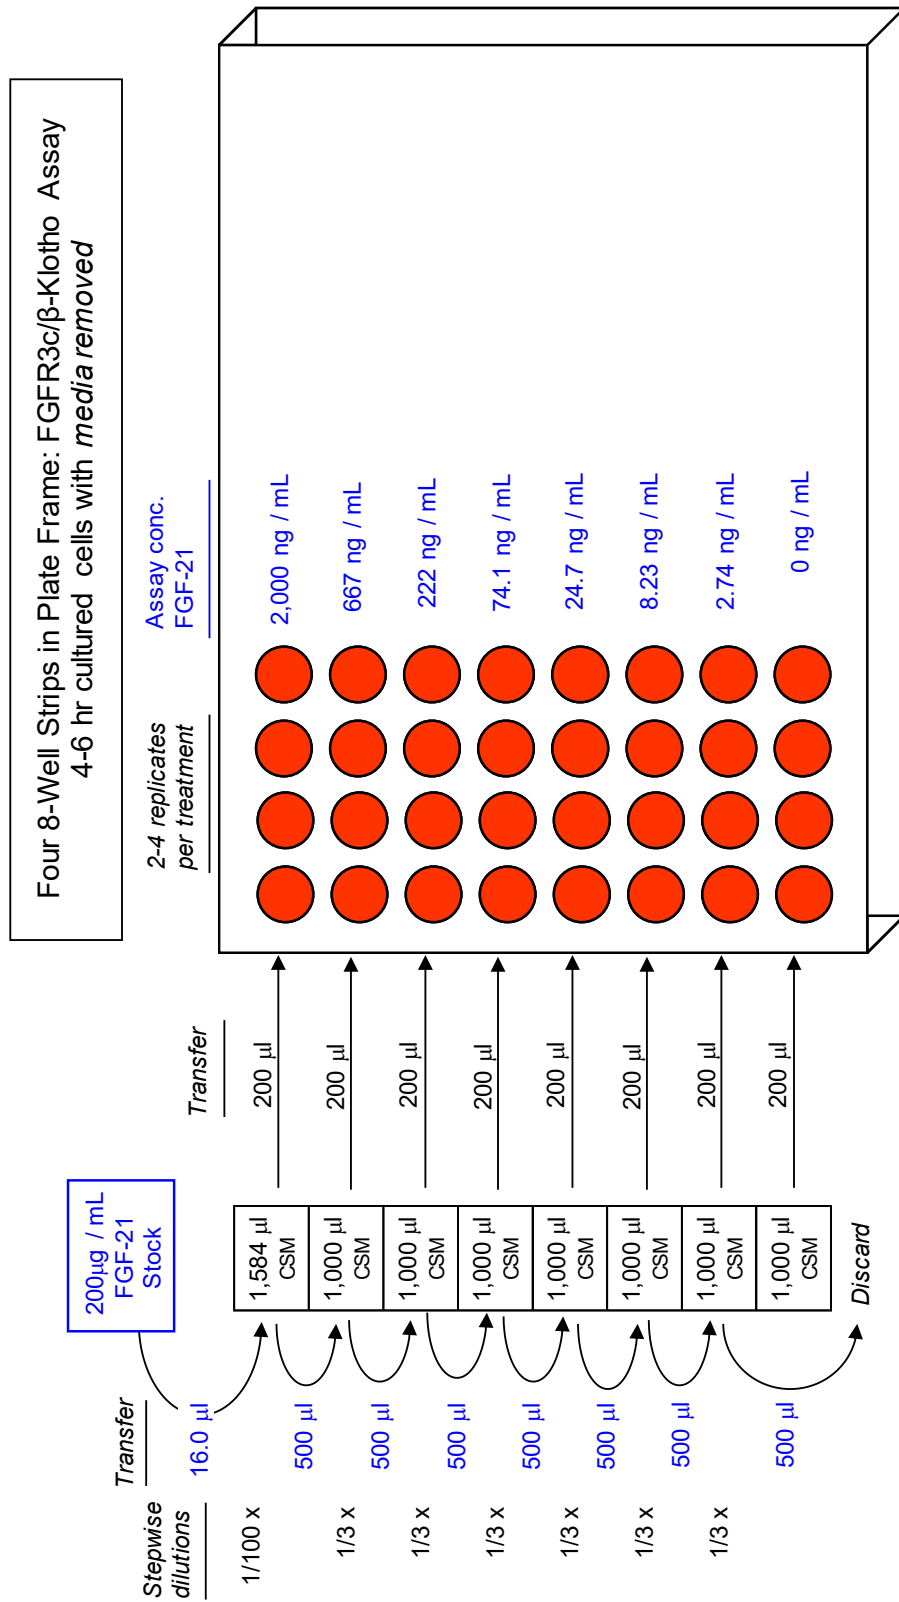 Four 8-Well Strips in Plate Frame: FGFR3c/β-Klotho Assay
4-6 hr cultured cells with media removed
Stepwise
dilutions
Transfer
200μg / mL
FGF-21
Stock
Transfer
2-4 replicates
per treatment
Assay conc.
FGF-21
1/100 x
16.0 μl
1,584 μl
CSM
200 μl
2,000 ng / mL
1/3 x
500 μl
1,000 μl
CSM
200 μl
667 ng / mL
1/3 x
500 μl
1,000 μl
CSM
200 μl
222 ng / mL
1/3 x
500 μl
1,000 μl
CSM
200 μl
74.1 ng / mL
1/3 x
500 μl
1,000 μl
CSM
200 μl
24.7 ng / mL
1/3 x
500 μl
1,000 μl
CSM
200 μl
8.23 ng / mL
1/3 x
500 μl
1,000 μl
CSM
200 μl
2.74 ng / mL
500 μl
1,000 μl
CSM
200 μl
0 ng / mL
Discard